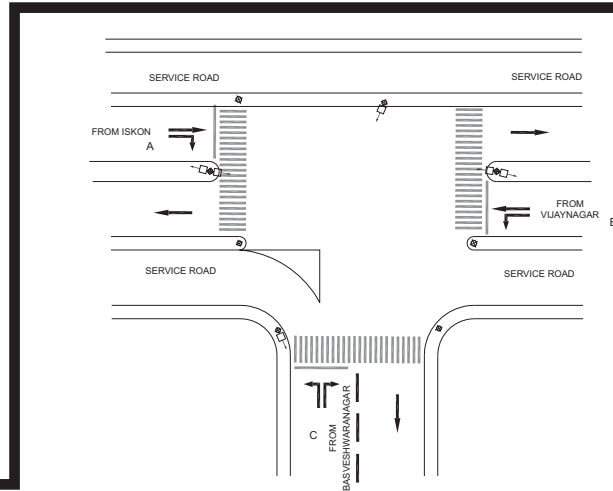 SERVICE ROAD
SERVICE ROAD
FROM ISKON
A
FROM
VIJAYNAGAR
SERVICE ROAD
SERVICE ROAD
C
FROM
BASVESHWARANAGAR